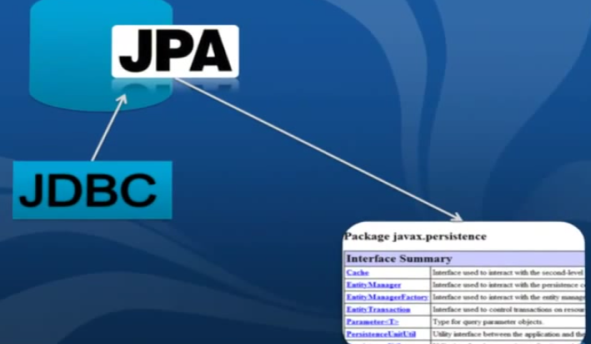 JPA
JDBC
Package javax.persistence
Interface Summary
Cache Interface used to interact with the second-level
EntityManager Interface used to interact with the persistence
EntityManagerFactory Interface used to interact with the entity
EntityTransaction Interface used to control transactions on
Parameter<T> Type for query parameter objects.
PersistenceUnitUtil Utility interface between the application and the